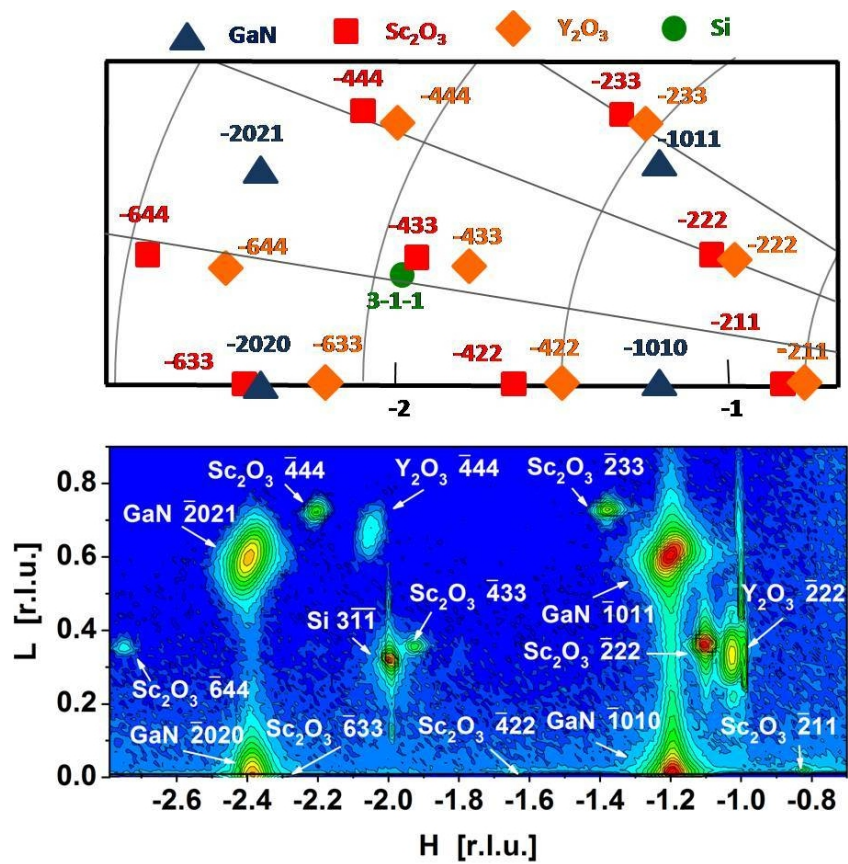 GaN Sc₂O₃ Y₂O₃ Si
-444 -444 -233 -233
-2021 -1011
-644 -644 -433 -433 -222 -222
3-1-1
-211
-633 -2020 -633 -422 -422 -1010 -211
-2 -1
Sc₂O₃ 4̅44 Y₂O₃ 4̅44 Sc₂O₃ 2̅33
GaN 2̅021
Sc₂O₃ 4̅33
Si 31̅1̅ GaN 1̅011 Y₂O₃ 2̅22
Sc₂O₃ 2̅22
Sc₂O₃ 6̅44
GaN 2̅020 Sc₂O₃ 6̅33 Sc₂O₃ 4̅22 GaN 1̅010 Sc₂O₃ 2̅11
0.8
0.6
0.4
0.2
0.0
L [r.l.u.]
-2.6 -2.4 -2.2 -2.0 -1.8 -1.6 -1.4 -1.2 -1.0 -0.8
H [r.l.u.]